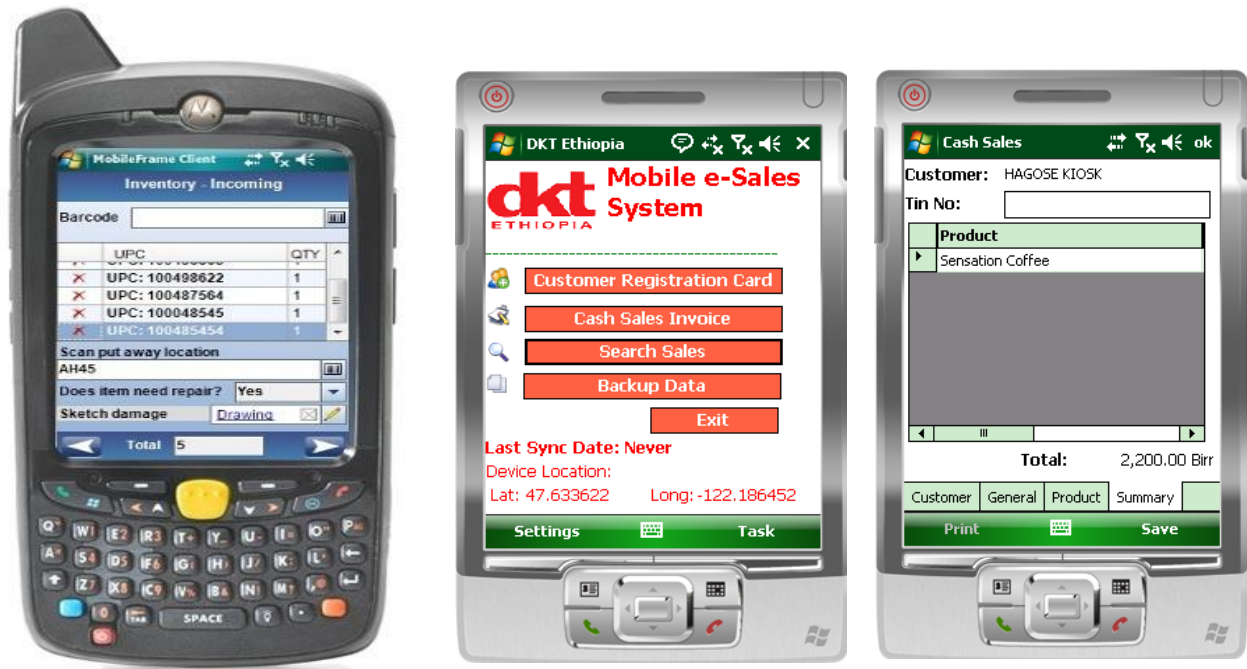 MobileFrame Client
Inventory - Incoming
Barcode
UPC QTY
UPC: 100498622 1
UPC: 100487564 1
UPC: 100048545 1
UPC: 100485454 1
Scan put away location
AH45
Does item need repair? Yes
Sketch damage Drawing
Total 5
SPACE
DKT Ethiopia
dkt
ETHIOPIA
Mobile e-Sales
System
Customer Registration Card
Cash Sales Invoice
Search Sales
Backup Data
Exit
Last Sync Date: Never
Device Location:
Lat: 47.633622 Long: -122.186452
Settings Task
Cash Sales ok
Customer: HAGOSE KIOSK
Tin No:
Product
Sensation Coffee
Total: 2,200.00 Birr
Customer General Product Summary
Print Save